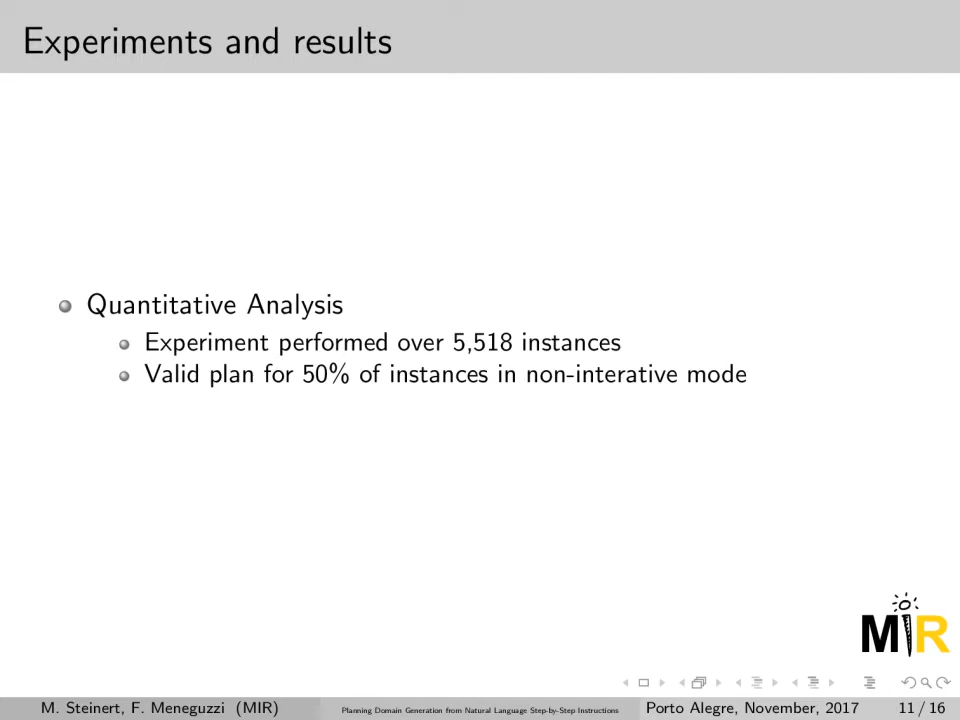 Experiments and results
Quantitative Analysis
Experiment performed over 5,518 instances
Valid plan for 50% of instances in non-interative mode
MIR
M. Steinert, F. Meneguzzi (MIR) Planning Domain Generation from Natural Language Step-by-Step Instructions Porto Alegre, November, 2017 11 / 16